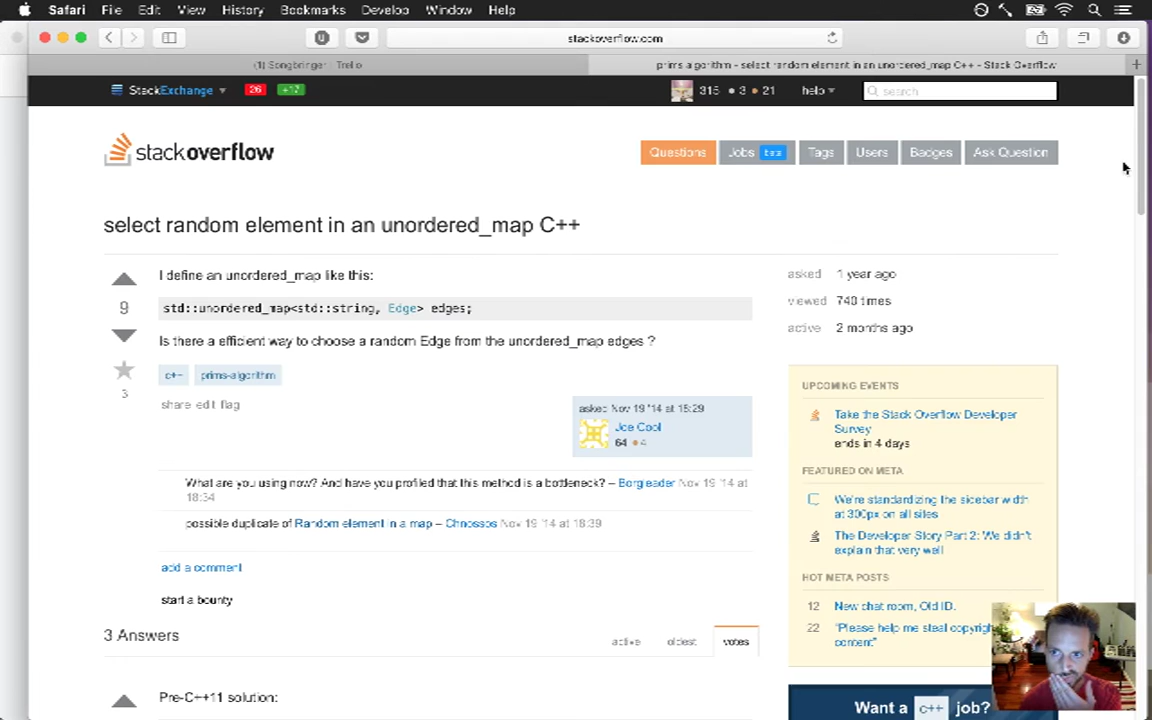 Safari File Edit View History Bookmarks Develop Window Help
stackoverflow.com
(1) Songbringer - Trello
prims algorithm - select random element in an unordered_map C++ - Stack Overflow
StackExchange 26 +17 315 3 21 help search
stackoverflow
Questions Jobs beta Tags Users Badges Ask Question
select random element in an unordered_map C++
I define an unordered_map like this:
asked 1 year ago
9
std::unordered_map<std::string, Edge> edges;
viewed 740 times
active 2 months ago
Is there a efficient way to choose a random Edge from the unordered_map edges ?
3
c++ prims-algorithm
share edit flag
asked Nov 19 '14 at 18:29
Joe Cool
64 4
What are you using now? And have you profiled that this method is a bottleneck? – Borgleader Nov 19 '14 at
18:34
possible duplicate of Random element in a map – Chnossos Nov 19 '14 at 18:39
add a comment
start a bounty
3 Answers
active oldest votes
Pre-C++11 solution:
UPCOMING EVENTS
Take the Stack Overflow Developer
Survey
ends in 4 days
FEATURED ON META
We're standardizing the sidebar width
at 300px on all sites
The Developer Story Part 2: We didn't
explain that very well
HOT META POSTS
12 New chat room, Old ID.
22 "Please help me steal copyrigh
content"
Want a c++ job?